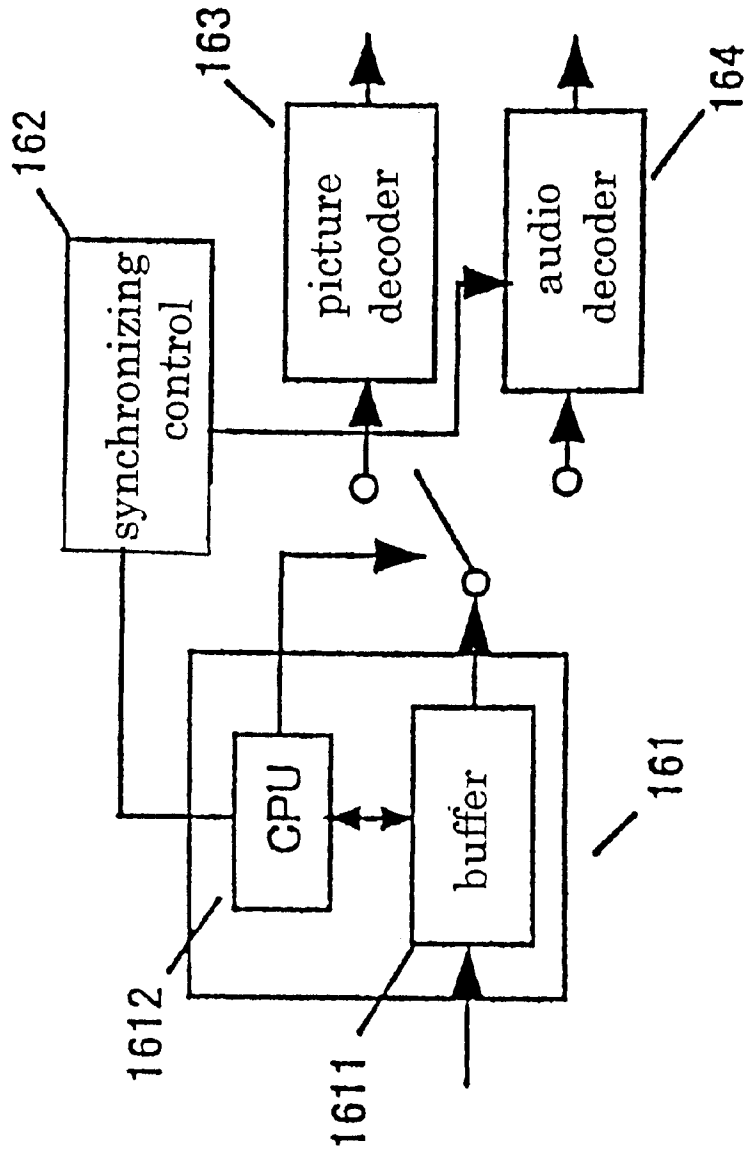 162
synchronizing
control
163
picture
decoder
164
audio
decoder
1612
CPU
1611
buffer
161